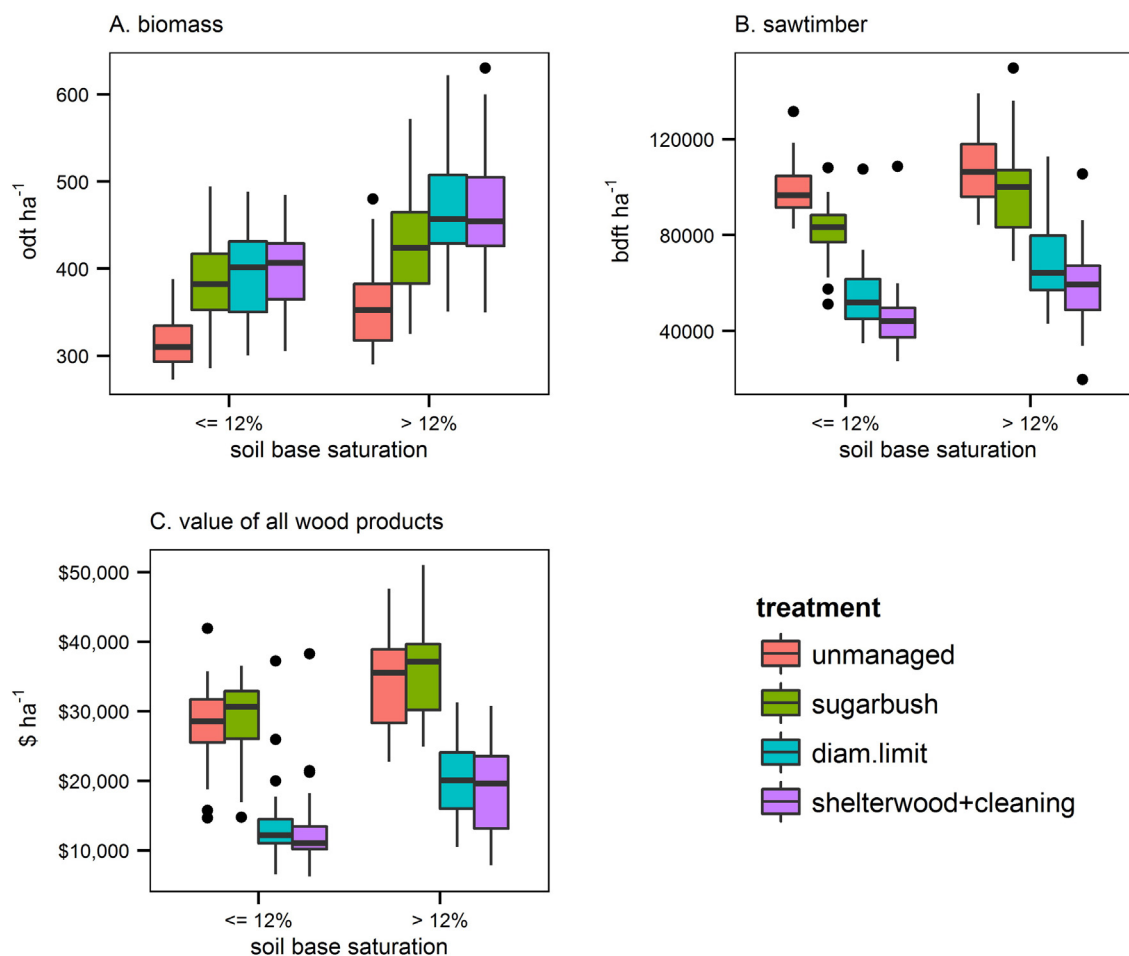 A. biomass
600
500
400
300
odt ha⁻¹
<= 12%
> 12%
soil base saturation
B. sawtimber
120000
80000
40000
bdft ha⁻¹
<= 12%
> 12%
soil base saturation
C. value of all wood products
$50,000
$40,000
$30,000
$20,000
$10,000
$ ha⁻¹
<= 12%
> 12%
soil base saturation
treatment
unmanaged
sugarbush
diam.limit
shelterwood+cleaning